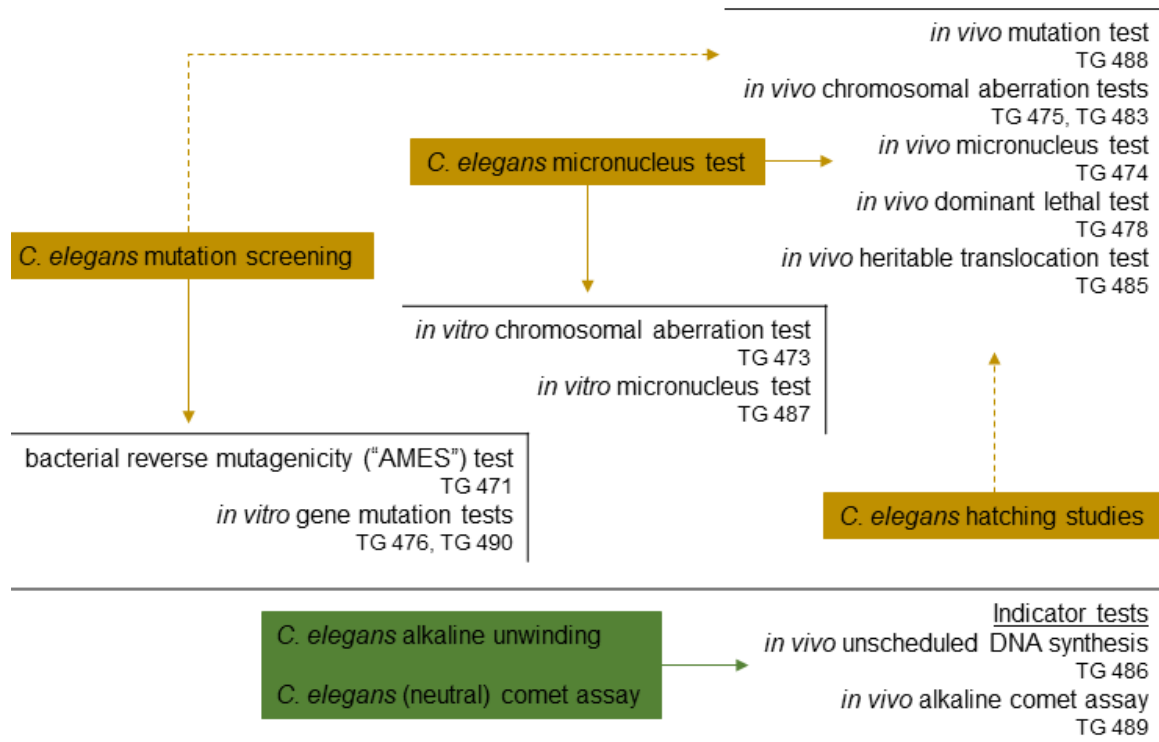 in vivo mutation test
TG 488
in vivo chromosomal aberration tests
TG 475, TG 483
in vivo micronucleus test
TG 474
in vivo dominant lethal test
TG 478
in vivo heritable translocation test
TG 485
C. elegans micronucleus test
C. elegans mutation screening
in vitro chromosomal aberration test
TG 473
in vitro micronucleus test
TG 487
bacterial reverse mutagenicity (“AMES”) test
TG 471
in vitro gene mutation tests
TG 476, TG 490
C. elegans hatching studies
C. elegans alkaline unwinding
C. elegans (neutral) comet assay
Indicator tests
in vivo unscheduled DNA synthesis
TG 486
in vivo alkaline comet assay
TG 489